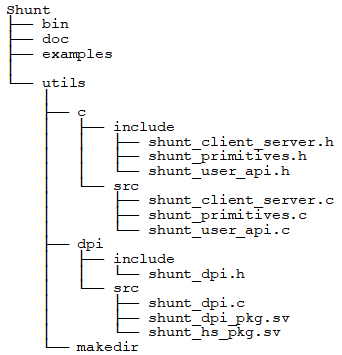 Shunt
bin
doc
examples
utils
c
include
shunt_client_server.h
shunt_primitives.h
shunt_user_api.h
src
shunt_client_server.c
shunt_primitives.c
shunt_user_api.c
dpi
include
shunt_dpi.h
src
shunt_dpi.c
shunt_dpi_pkg.sv
shunt_hs_pkg.sv
makedir